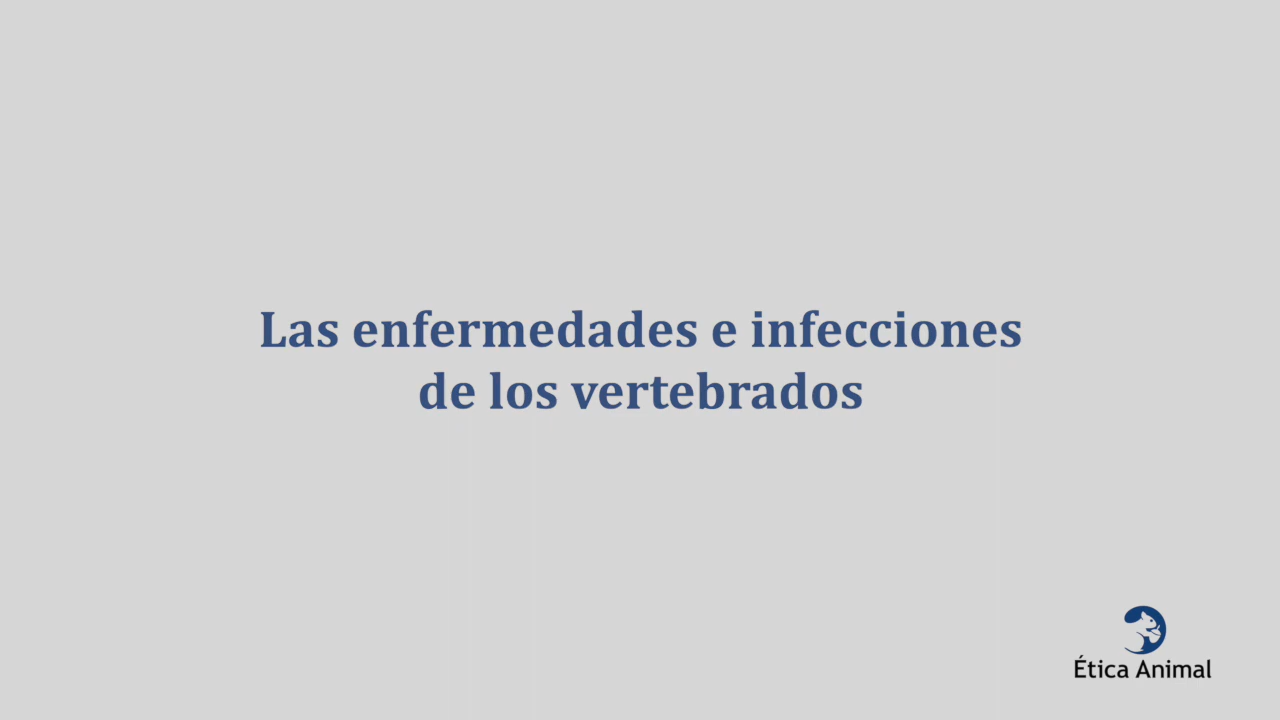 Las enfermedades e infecciones
de los vertebrados
Ética Animal